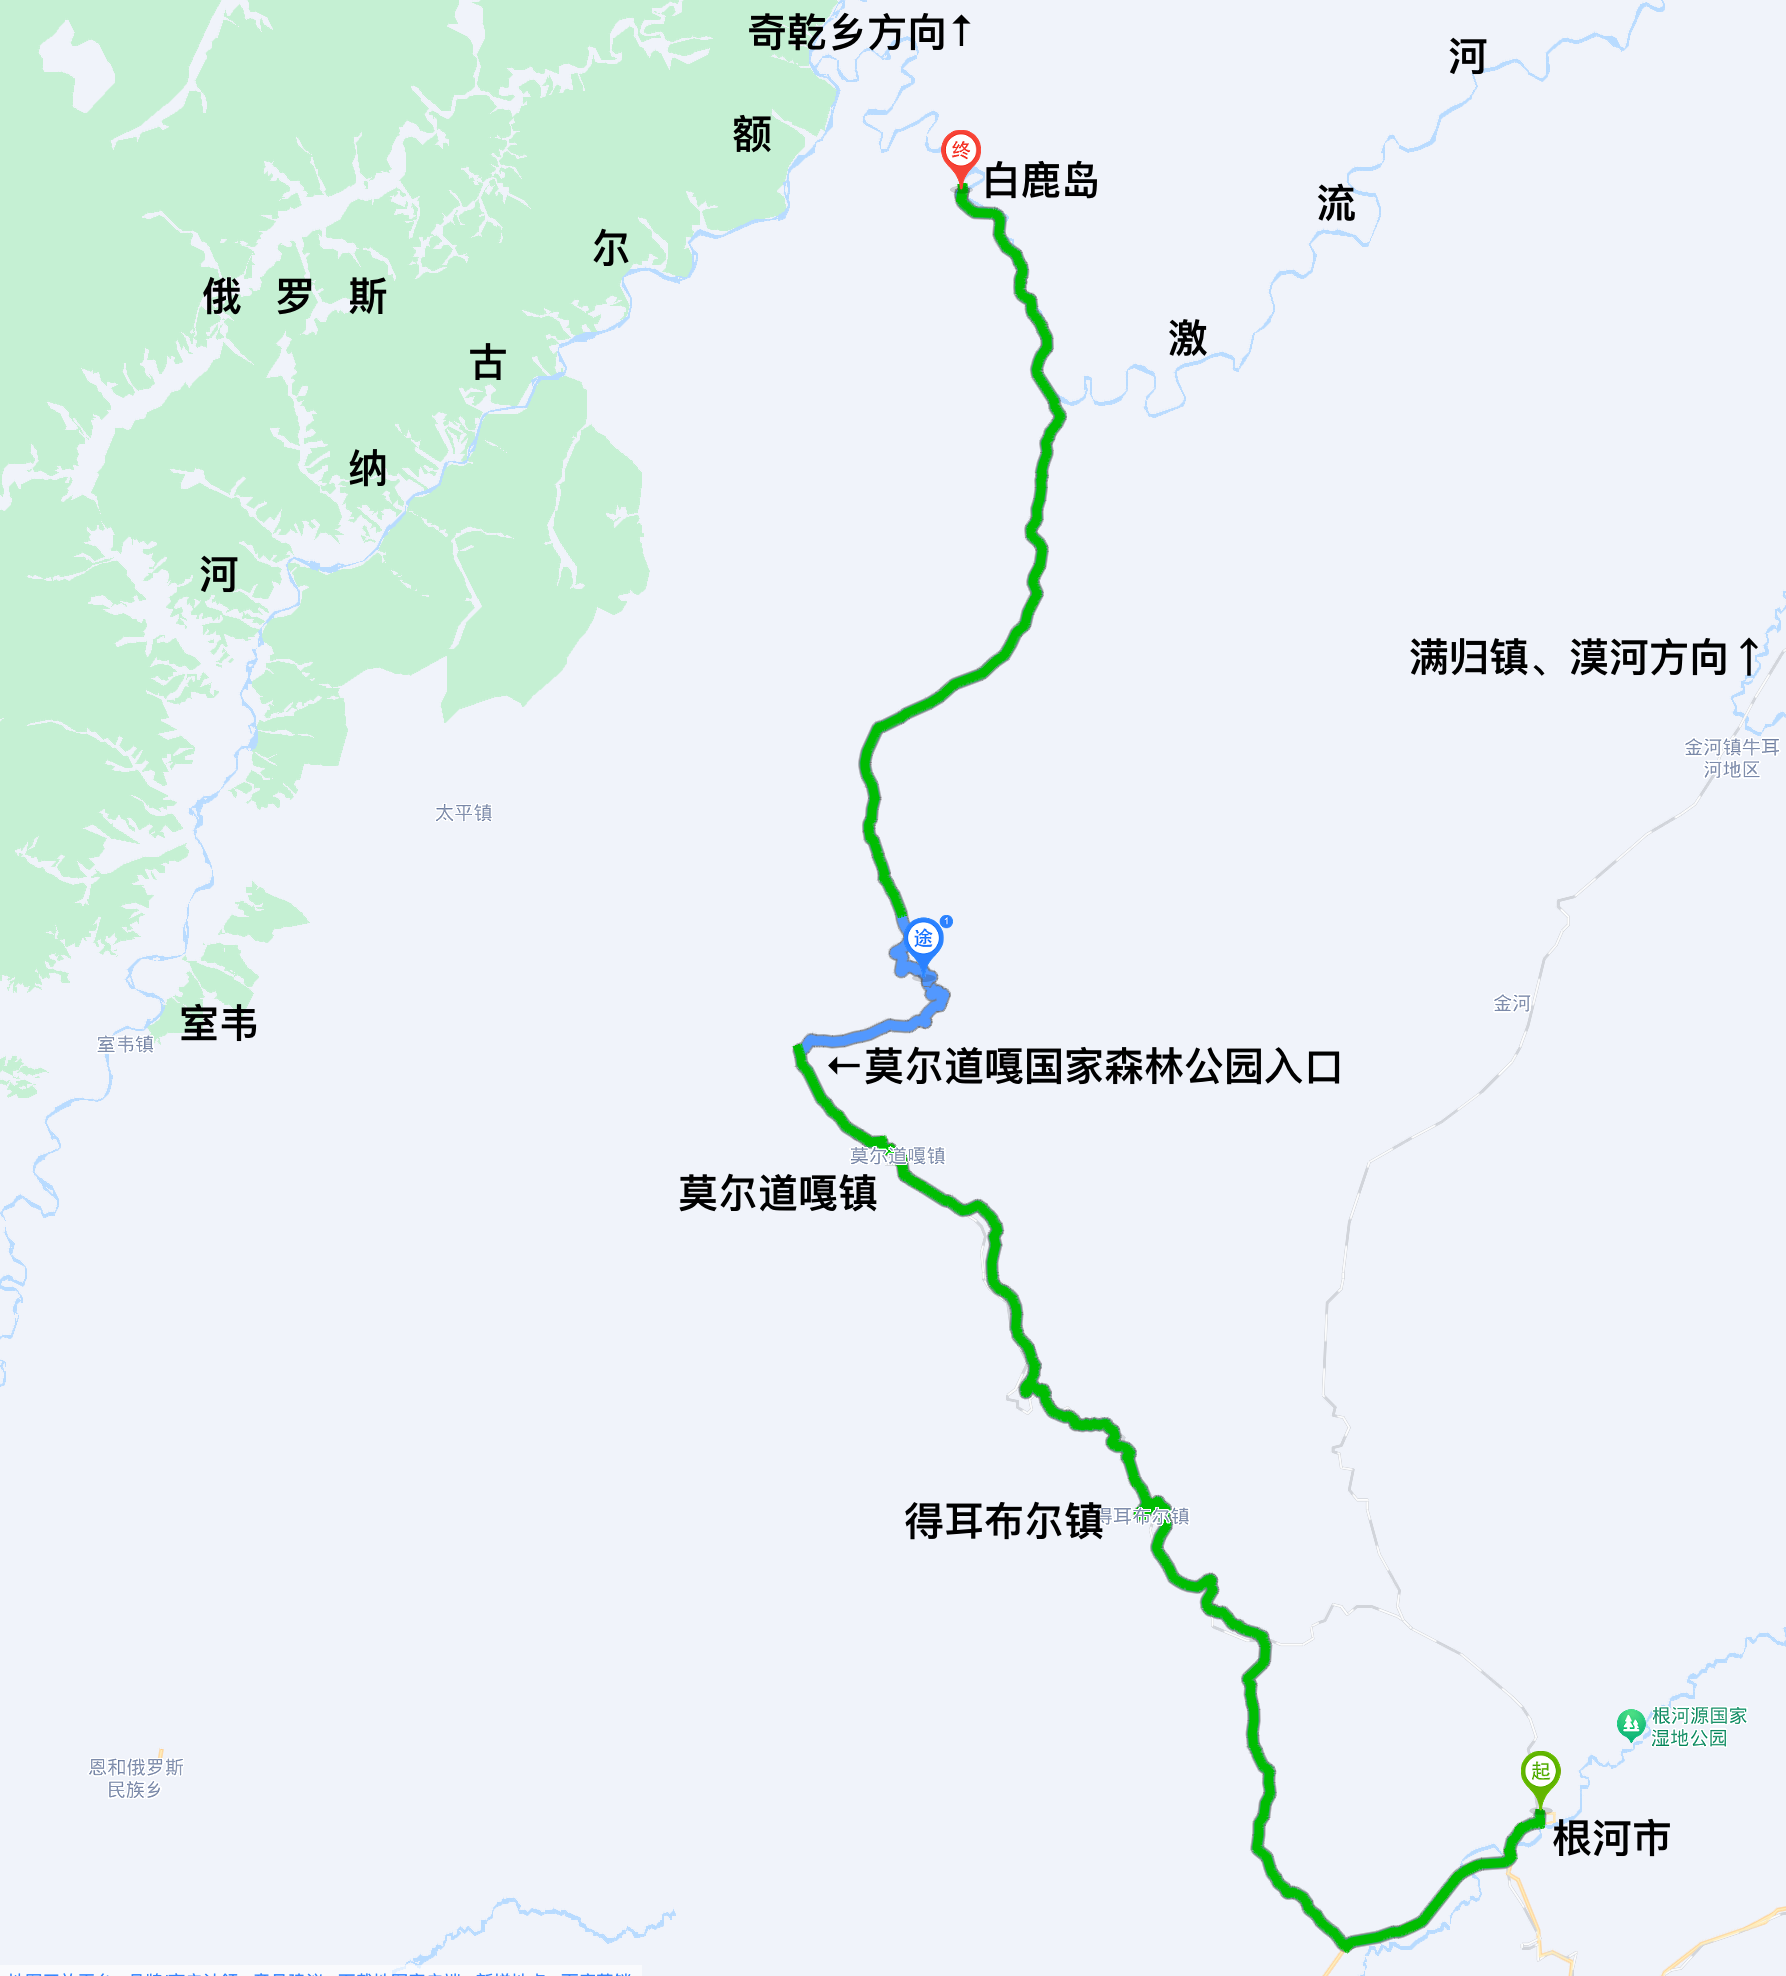 奇乾乡方向↑
河
额
终
白鹿岛
流
尔
俄 罗 斯
激
古
纳
河
满归镇、漠河方向↑
金河镇牛耳
河地区
太平镇
途
1
金河
室韦
室韦镇
←莫尔道嘎国家森林公园入口
莫尔道嘎镇
莫尔道嘎镇
得耳布尔镇
得耳布尔镇
根河源国家
湿地公园
恩和俄罗斯
民族乡
起
根河市